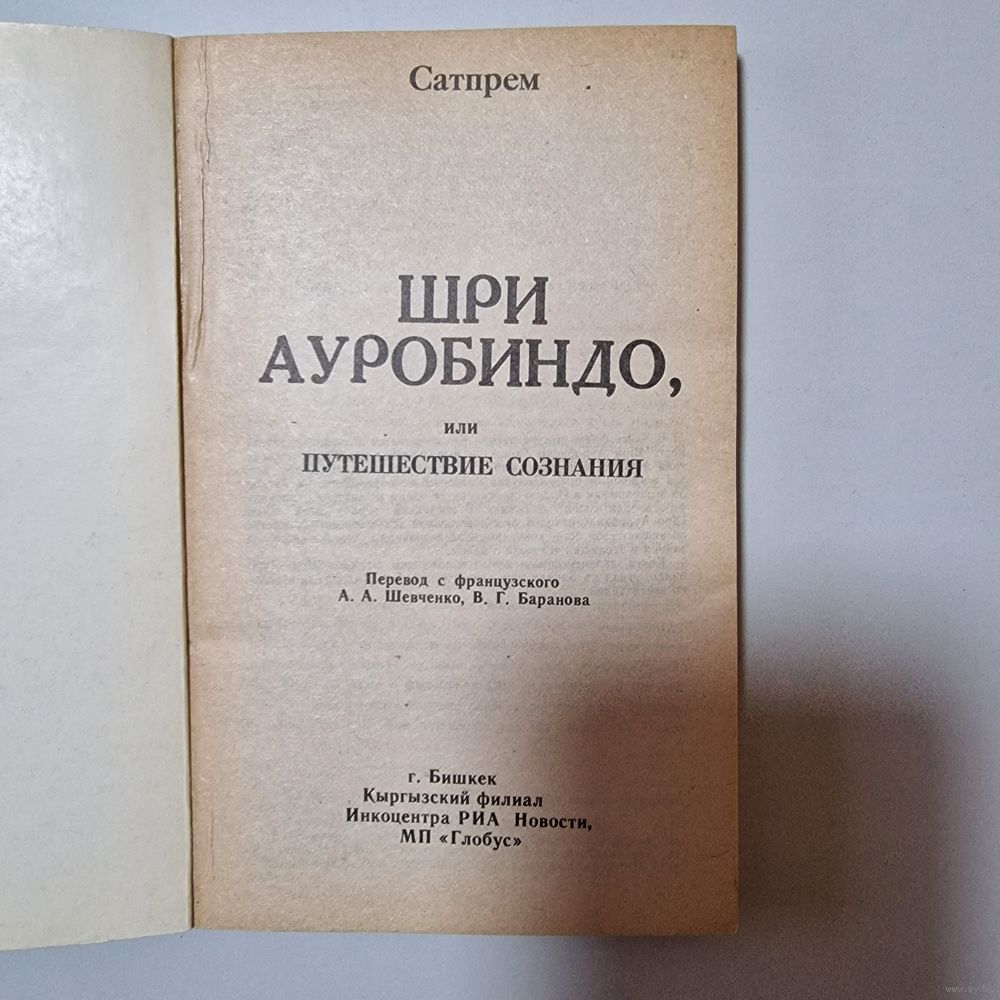 Сатпрем
ШРИ
АУРОБИНДО,
или
ПУТЕШЕСТВИЕ СОЗНАНИЯ
Перевод с французского
А. А. Шевченко, В. Г. Баранова
г. Бишкек
Кыргызский филиал
Инкоцентра РИА Новости,
МП «Глобус»